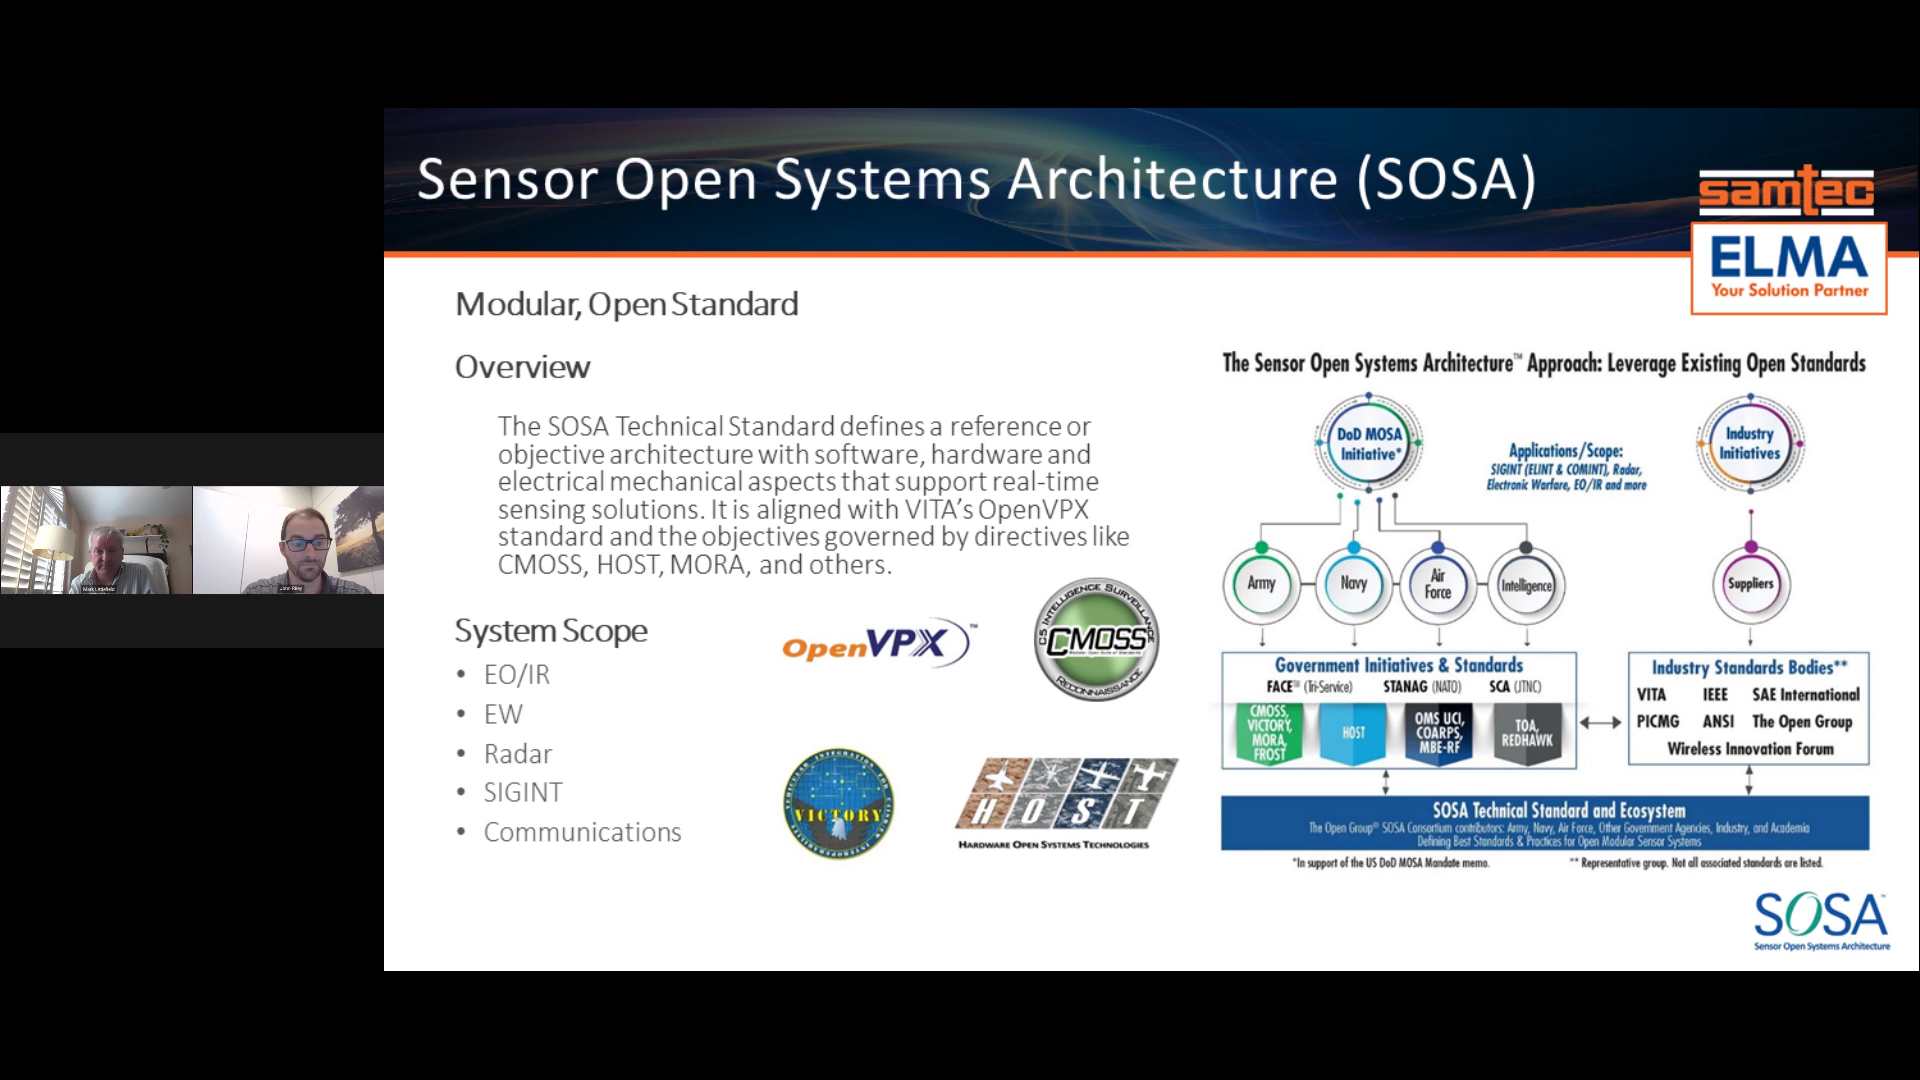 Sensor Open Systems Architecture (SOSA)
samtec
ELMA
Your Solution Partner
Modular, Open Standard
Overview
The SOSA Technical Standard defines a reference or
objective architecture with software, hardware and
electrical mechanical aspects that support real-time
sensing solutions. It is aligned with VITA's OpenVPX
standard and the objectives governed by directives like
CMOSS, HOST, MORA, and others.
System Scope
• EO/IR
• EW
• Radar
• SIGINT
• Communications
OpenVPX™
C5 INTELLIGENCE SURVEILLANCE
CMOSS
RECONNAISSANCE
VICTORY
HOST
HARDWARE OPEN SYSTEMS TECHNOLOGIES
The Sensor Open Systems Architecture™ Approach: Leverage Existing Open Standards
DoD MOSA
Initiative*
Applications/Scope:
SIGINT (ELINT & COMINT), Radar,
Electronic Warfare, EO/IR and more
Industry
Initiatives
Army
Navy
Air
Force
Intelligence
Suppliers
Government Initiatives & Standards
FACE™ (Tri-Service) STANAG (NATO) SCA (JTNC)
CMOSS,
VICTORY,
MORA,
FROST
HOST
OMS UCI,
COARPS,
MBE-RF
TOA,
REDHAWK
Industry Standards Bodies**
VITA IEEE SAE International
PICMG ANSI The Open Group
Wireless Innovation Forum
SOSA Technical Standard and Ecosystem
The Open Group® SOSA Consortium contributors: Army, Navy, Air Force, Other Government Agencies, Industry, and Academia
Defining Best Standards & Practices for Open Modular Sensor Systems
*In support of the US DoD MOSA Mandate memo.
** Representative group. Not all associated standards are listed.
SOSA™
Sensor Open Systems Architecture
Mark Littlefield
John Riley